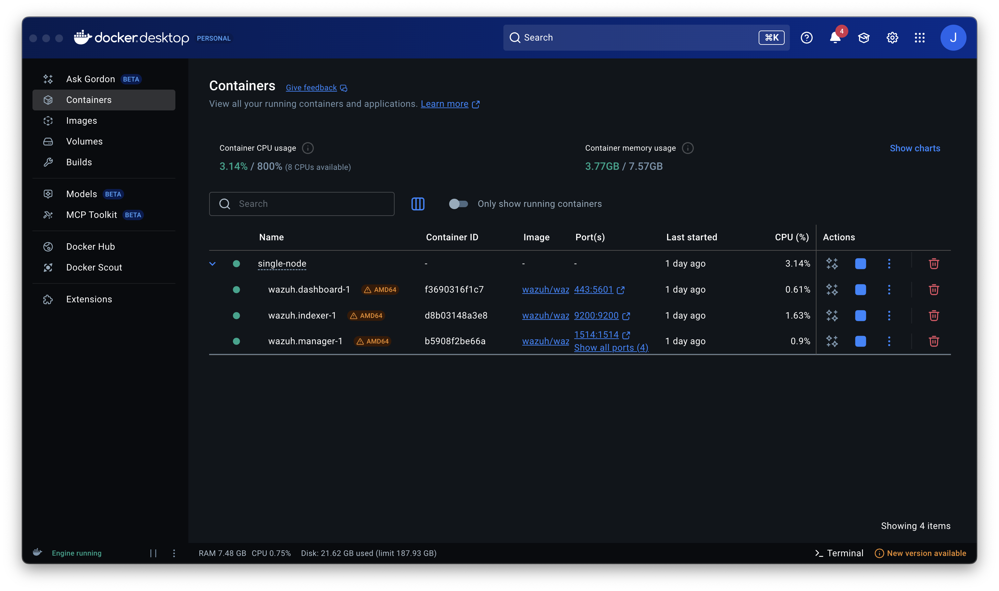 docker desktop PERSONAL
Search ⌘K
4
J
Ask Gordon BETA
Containers
Images
Volumes
Builds
Models BETA
MCP Toolkit BETA
Docker Hub
Docker Scout
Extensions
Containers Give feedback
View all your running containers and applications. Learn more
Container CPU usage
3.14% / 800% (8 CPUs available)
Container memory usage
3.77GB / 7.57GB
Show charts
Search
Only show running containers
Name Container ID Image Port(s) Last started CPU (%) Actions
single-node - - - 1 day ago 3.14%
wazuh.dashboard-1 AMD64 f3690316f1c7 wazuh/waz 443:5601 1 day ago 0.61%
wazuh.indexer-1 AMD64 d8b03148a3e8 wazuh/waz 9200:9200 1 day ago 1.63%
wazuh.manager-1 AMD64 b5908f2be66a wazuh/waz 1514:1514 1 day ago 0.9%
Show all ports (4)
Showing 4 items
Engine running
RAM 7.48 GB CPU 0.75% Disk: 21.62 GB used (limit 187.93 GB)
>_ Terminal
New version available